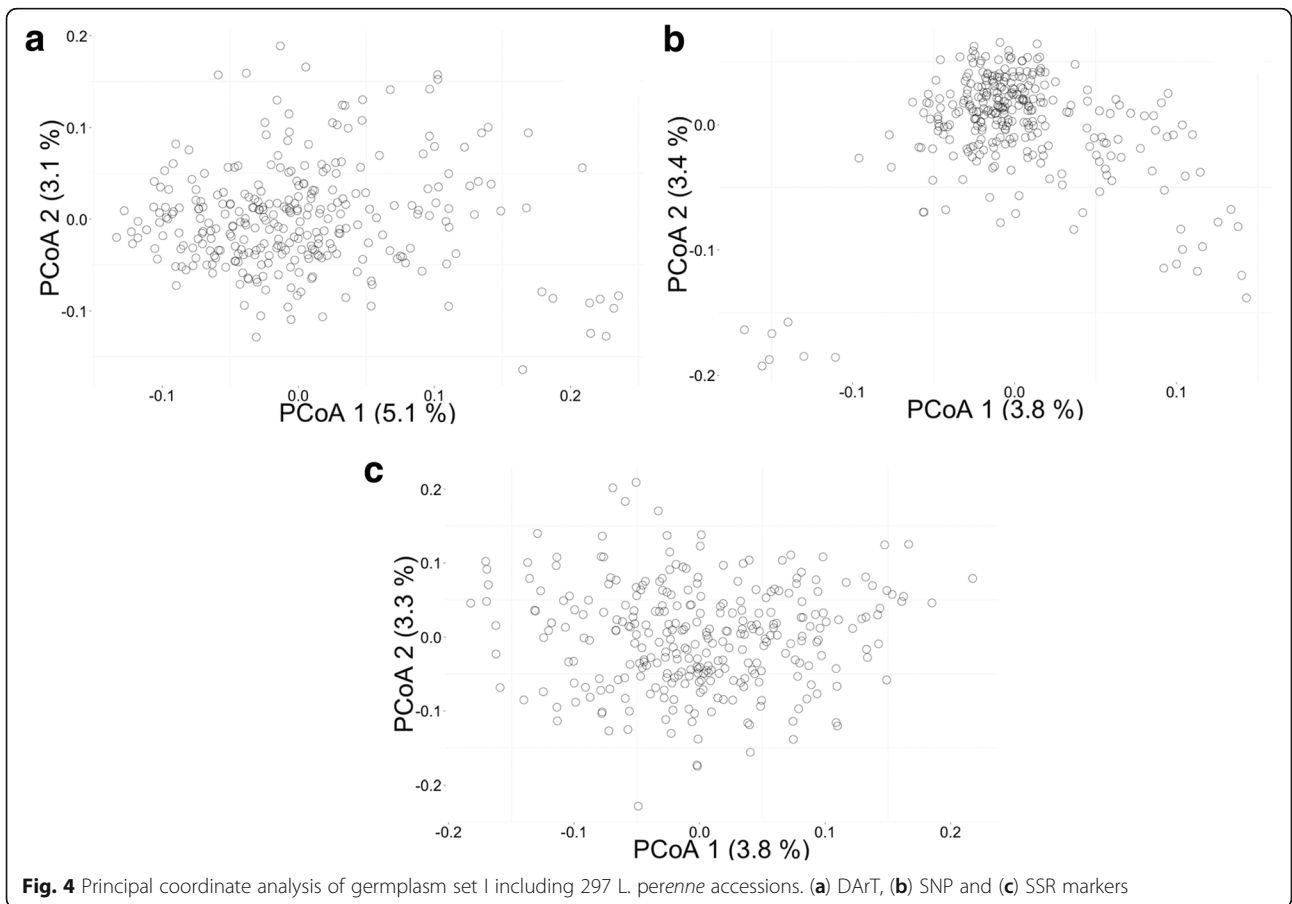 a
0.2
0.1
0.0
-0.1
PCoA 2 (3.1 %)
-0.1
0.0
0.1
0.2
PCoA 1 (5.1 %)
b
0.0
-0.1
-0.2
PCoA 2 (3.4 %)
-0.1
0.0
0.1
PCoA 1 (3.8 %)
c
0.2
0.1
0.0
-0.1
-0.2
PCoA 2 (3.3 %)
-0.2
-0.1
0.0
0.1
0.2
PCoA 1 (3.8 %)
Fig. 4 Principal coordinate analysis of germplasm set I including 297 L. perenne accessions. (a) DArT, (b) SNP and (c) SSR markers